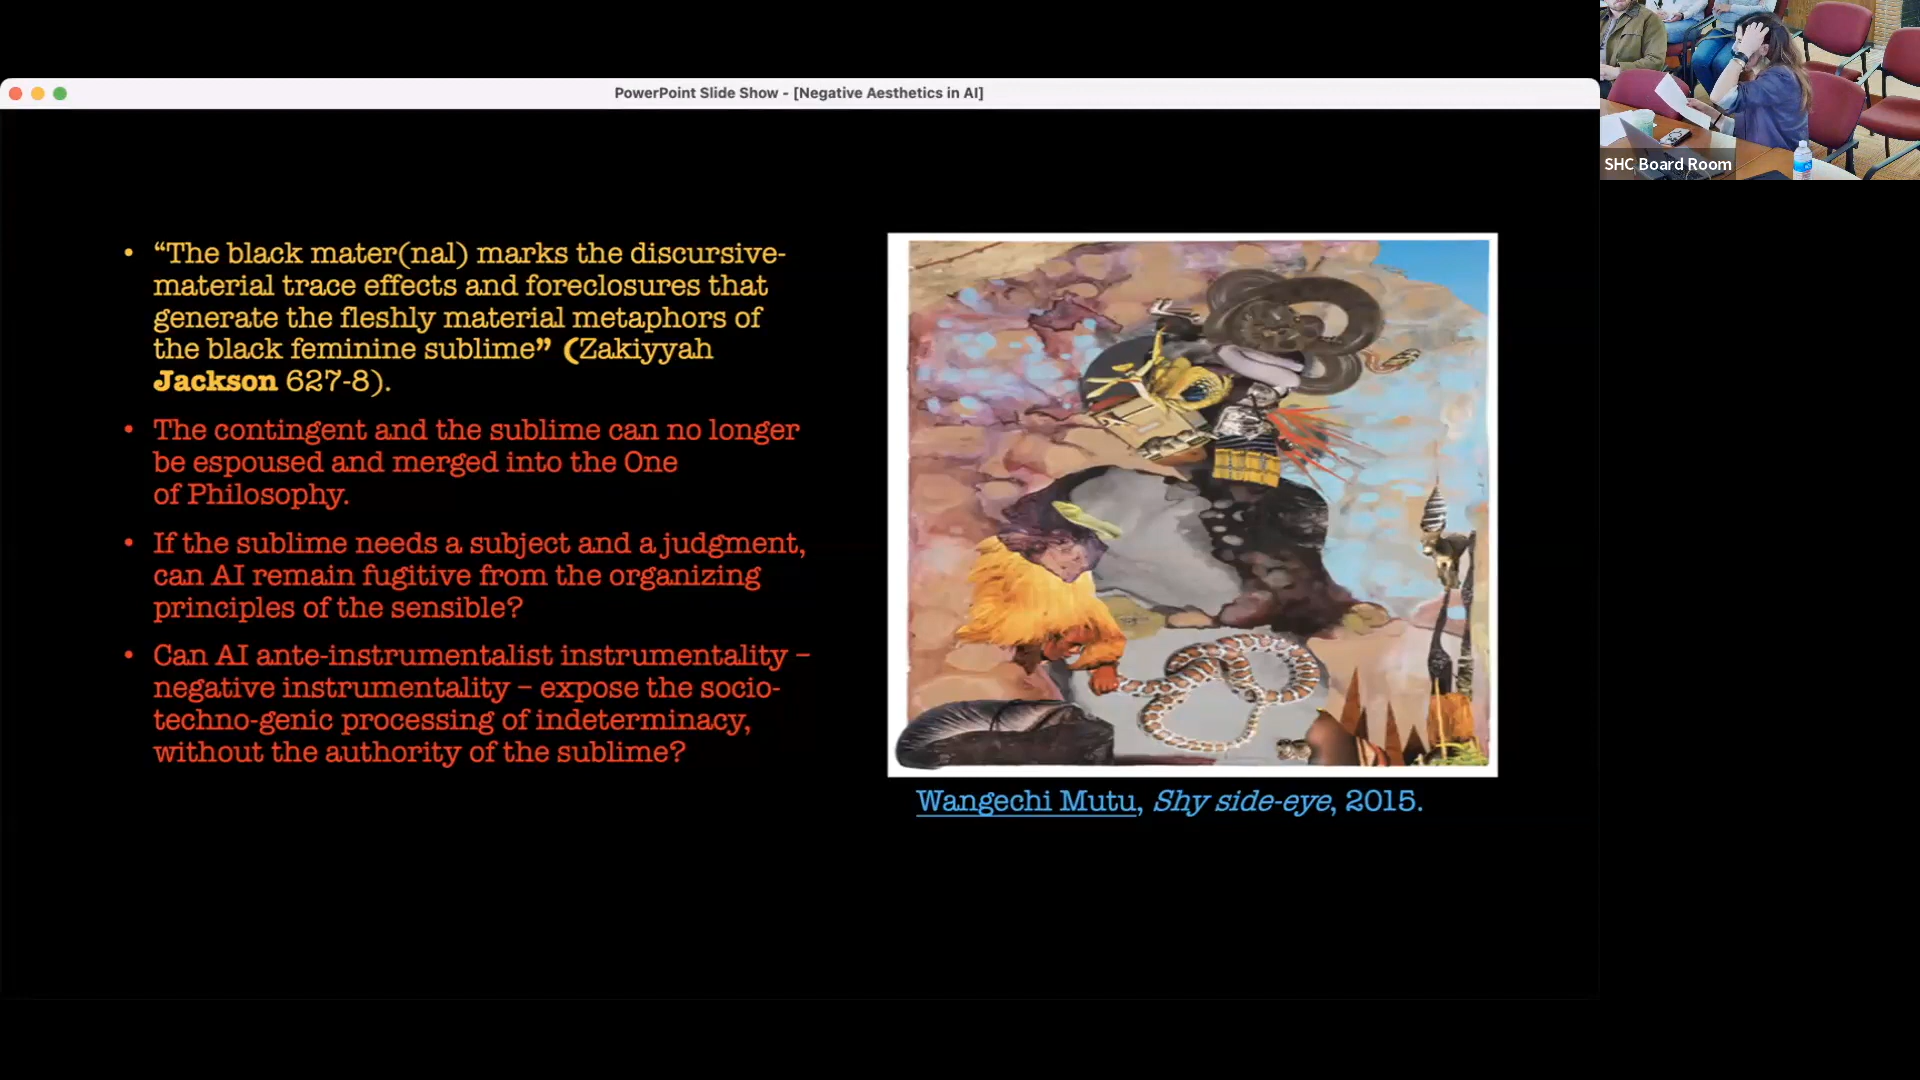 PowerPoint Slide Show - [Negative Aesthetics in AI]
SHC Board Room
• “The black mater(nal) marks the discursive-
material trace effects and foreclosures that
generate the fleshly material metaphors of
the black feminine sublime” (Zakiyyah
Jackson 627-8).
• The contingent and the sublime can no longer
be espoused and merged into the One
of Philosophy.
• If the sublime needs a subject and a judgment,
can AI remain fugitive from the organizing
principles of the sensible?
• Can AI ante-instrumentalist instrumentality –
negative instrumentality – expose the socio-
techno-genic processing of indeterminacy,
without the authority of the sublime?
Wangechi Mutu, Shy side-eye, 2015.